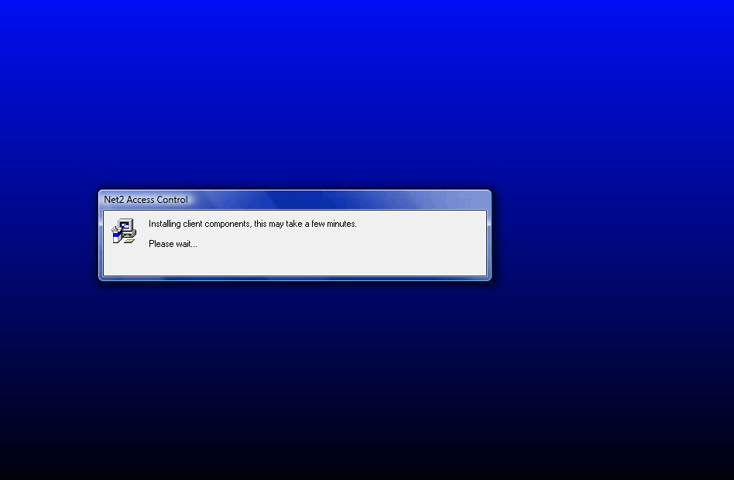 Net2 Access Control
Installing client components, this may take a few minutes.
Please wait...